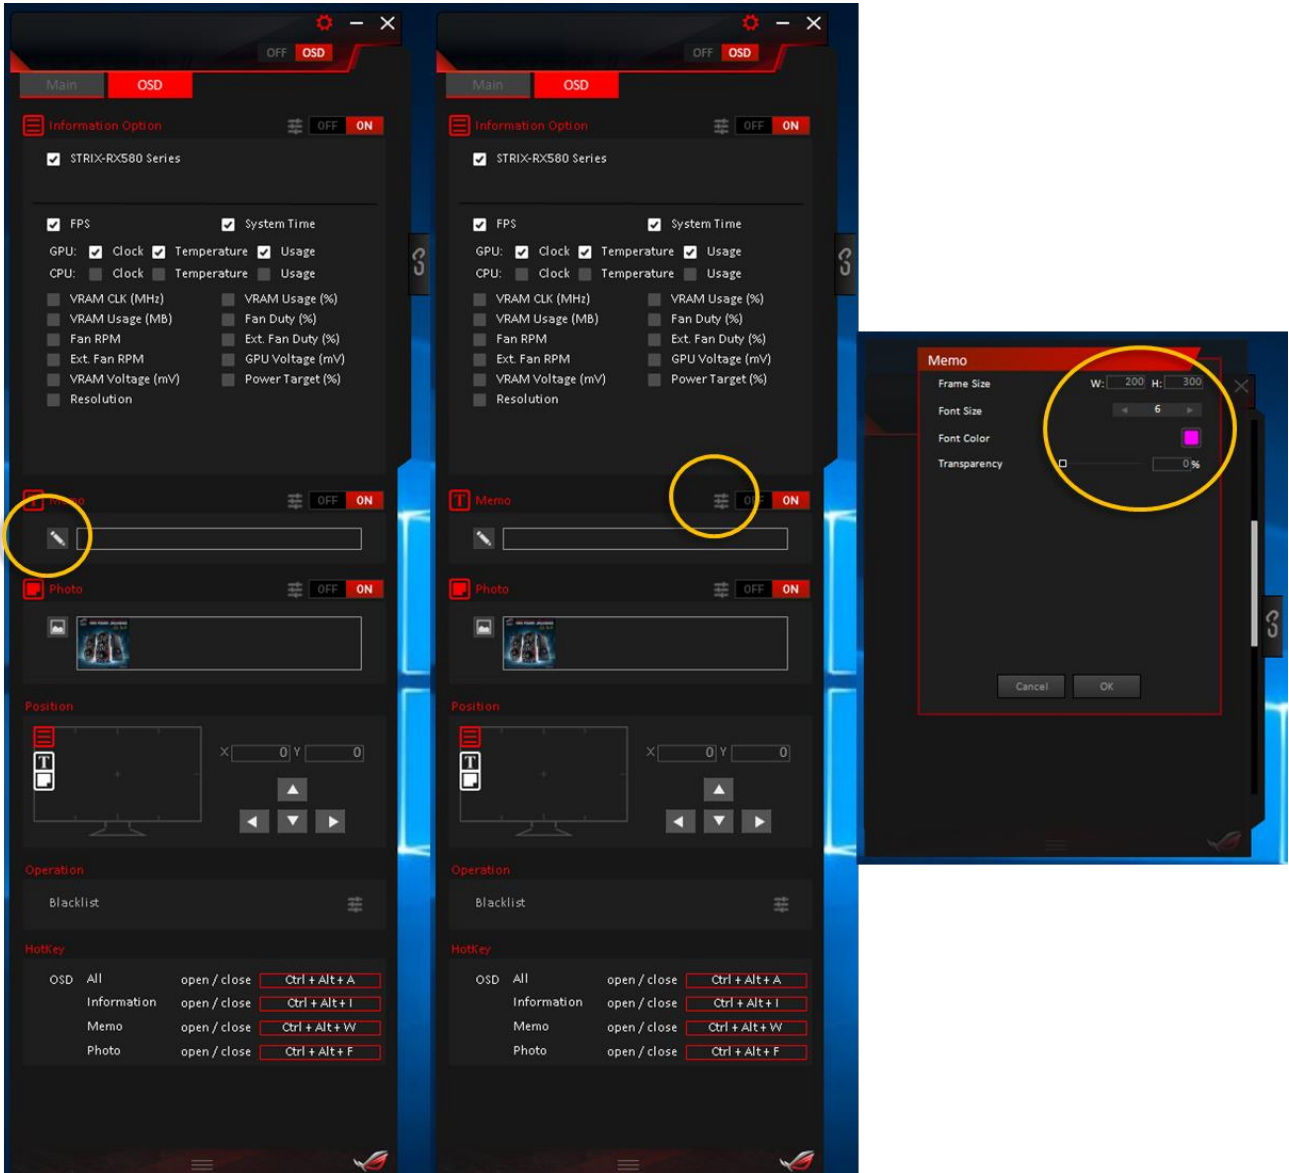 OFF OSD
Main OSD
Information Option OFF ON
STRIX-RX580 Series
FPS System Time
GPU: Clock Temperature Usage
CPU: Clock Temperature Usage
VRAM CLK (MHz) VRAM Usage (%)
VRAM Usage (MB) Fan Duty (%)
Fan RPM Ext. Fan Duty (%)
Ext. Fan RPM GPU Voltage (mV)
VRAM Voltage (mV) Power Target (%)
Resolution
T Memo OFF ON
Photo OFF ON
Position
X 0 Y 0
T
Operation
Blacklist
HotKey
OSD All open / close Ctrl + Alt + A
Information open / close Ctrl + Alt + I
Memo open / close Ctrl + Alt + W
Photo open / close Ctrl + Alt + F
OFF OSD
Main OSD
Information Option OFF ON
STRIX-RX580 Series
FPS System Time
GPU: Clock Temperature Usage
CPU: Clock Temperature Usage
VRAM CLK (MHz) VRAM Usage (%)
VRAM Usage (MB) Fan Duty (%)
Fan RPM Ext. Fan Duty (%)
Ext. Fan RPM GPU Voltage (mV)
VRAM Voltage (mV) Power Target (%)
Resolution
T Memo OFF ON
Photo OFF ON
Position
X 0 Y 0
T
Operation
Blacklist
HotKey
OSD All open / close Ctrl + Alt + A
Information open / close Ctrl + Alt + I
Memo open / close Ctrl + Alt + W
Photo open / close Ctrl + Alt + F
Memo
Frame Size W: 200 H: 300
Font Size 6
Font Color
Transparency 0 %
Cancel OK